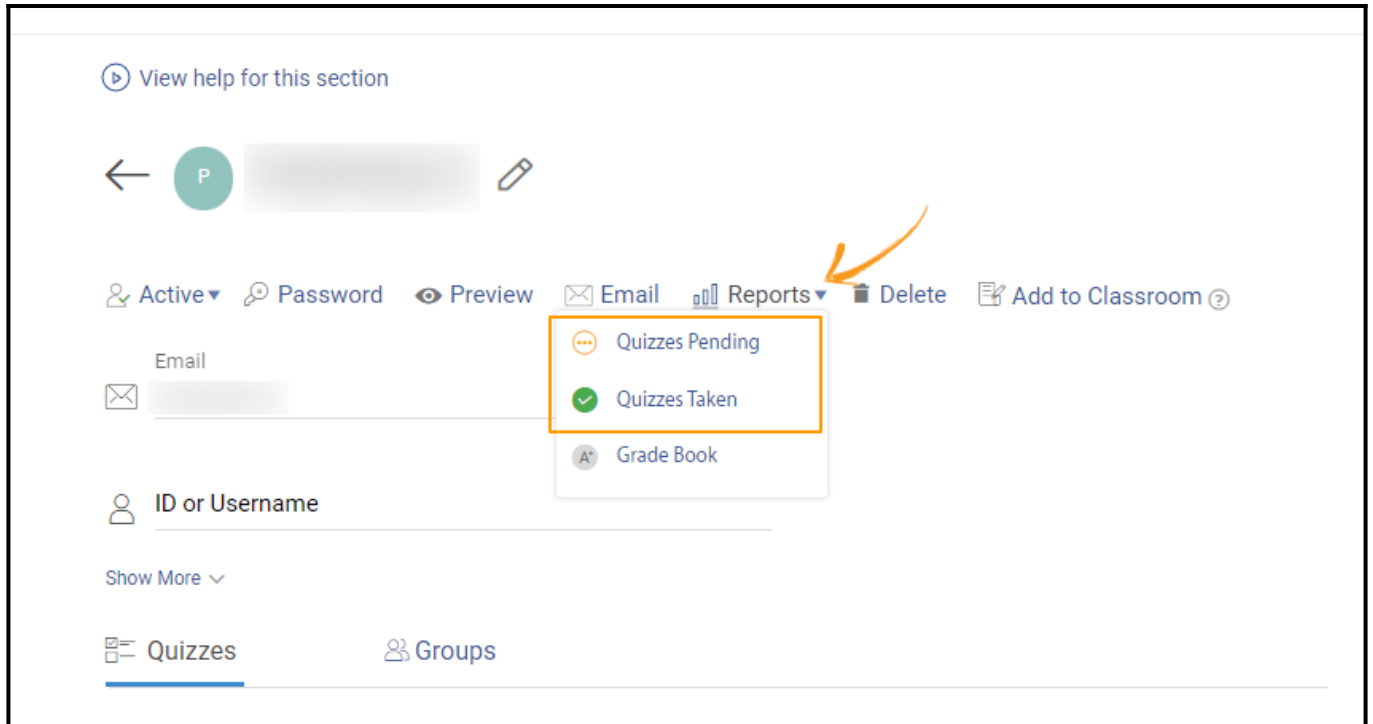 View help for this section
P
Active Password Preview Email Reports Delete Add to Classroom ?
Quizzes Pending
Email
Quizzes Taken
A+ Grade Book
ID or Username
Show More
Quizzes Groups